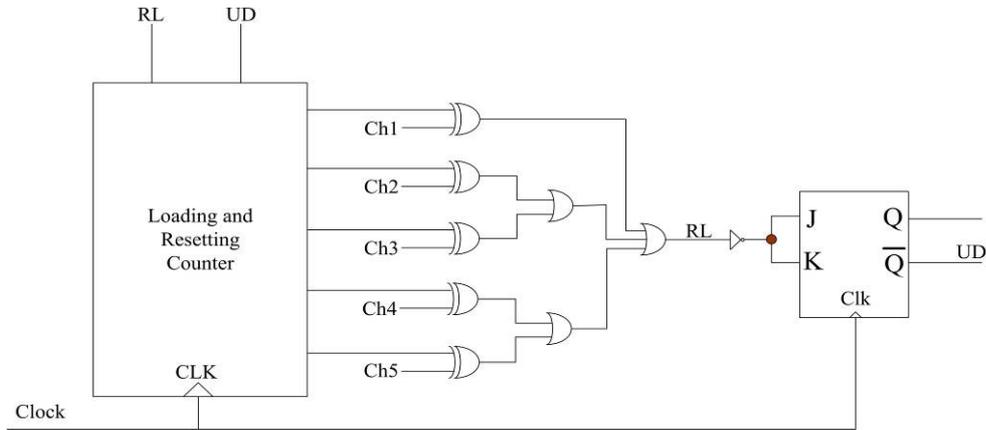 RL UD
Ch1
Ch2
Loading and
Resetting
Counter
Ch3
Ch4
Ch5
CLK
Clock
RL
J Q
K Q̅
UD
Clk